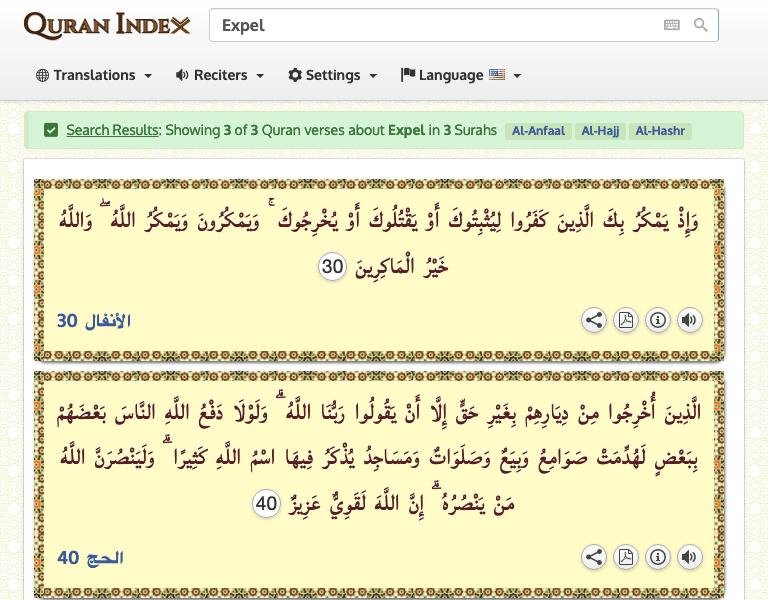 QURAN INDEX
Expel
Translations Reciters Settings Language
Search Results: Showing 3 of 3 Quran verses about Expel in 3 Surahs Al-Anfaal Al-Hajj Al-Hashr
وَإِذْ يَمْكُرُ بِكَ الَّذِينَ كَفَرُوا لِيُثْبِتُوكَ أَوْ يَقْتُلُوكَ أَوْ يُخْرِجُوكَ ۚ وَيَمْكُرُونَ وَيَمْكُرُ اللَّهُ ۖ وَاللَّهُ
خَيْرُ الْمَاكِرِينَ 30
الأنفال 30
الَّذِينَ أُخْرِجُوا مِنْ دِيَارِهِمْ بِغَيْرِ حَقٍّ إِلَّا أَنْ يَقُولُوا رَبُّنَا اللَّهُ ۗ وَلَوْلَا دَفْعُ اللَّهِ النَّاسَ بَعْضَهُمْ
بِبَعْضٍ لَهُدِّمَتْ صَوَامِعُ وَبِيَعٌ وَصَلَوَاتٌ وَمَسَاجِدُ يُذْكَرُ فِيهَا اسْمُ اللَّهِ كَثِيرًا ۗ وَلَيَنْصُرَنَّ اللَّهُ
مَنْ يَنْصُرُهُ ۗ إِنَّ اللَّهَ لَقَوِيٌّ عَزِيزٌ 40
الحج 40